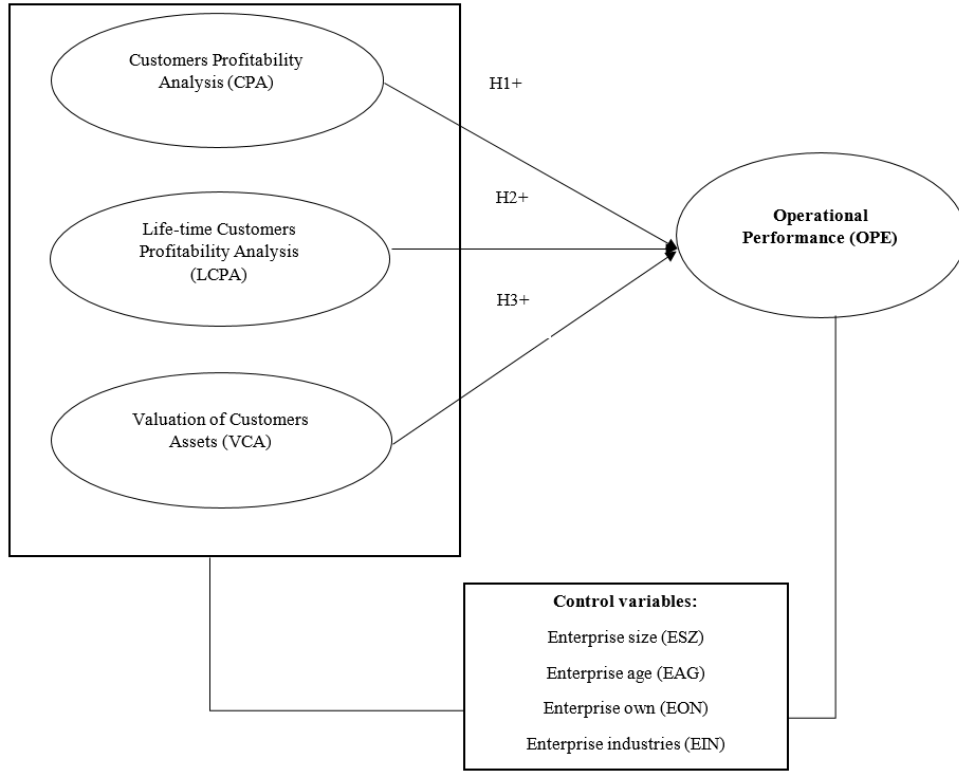 Customers Profitability
Analysis (CPA)
H1+
Life-time Customers
Profitability Analysis
(LCPA)
H2+
Operational
Performance (OPE)
H3+
Valuation of Customers
Assets (VCA)
Control variables:
Enterprise size (ESZ)
Enterprise age (EAG)
Enterprise own (EON)
Enterprise industries (EIN)